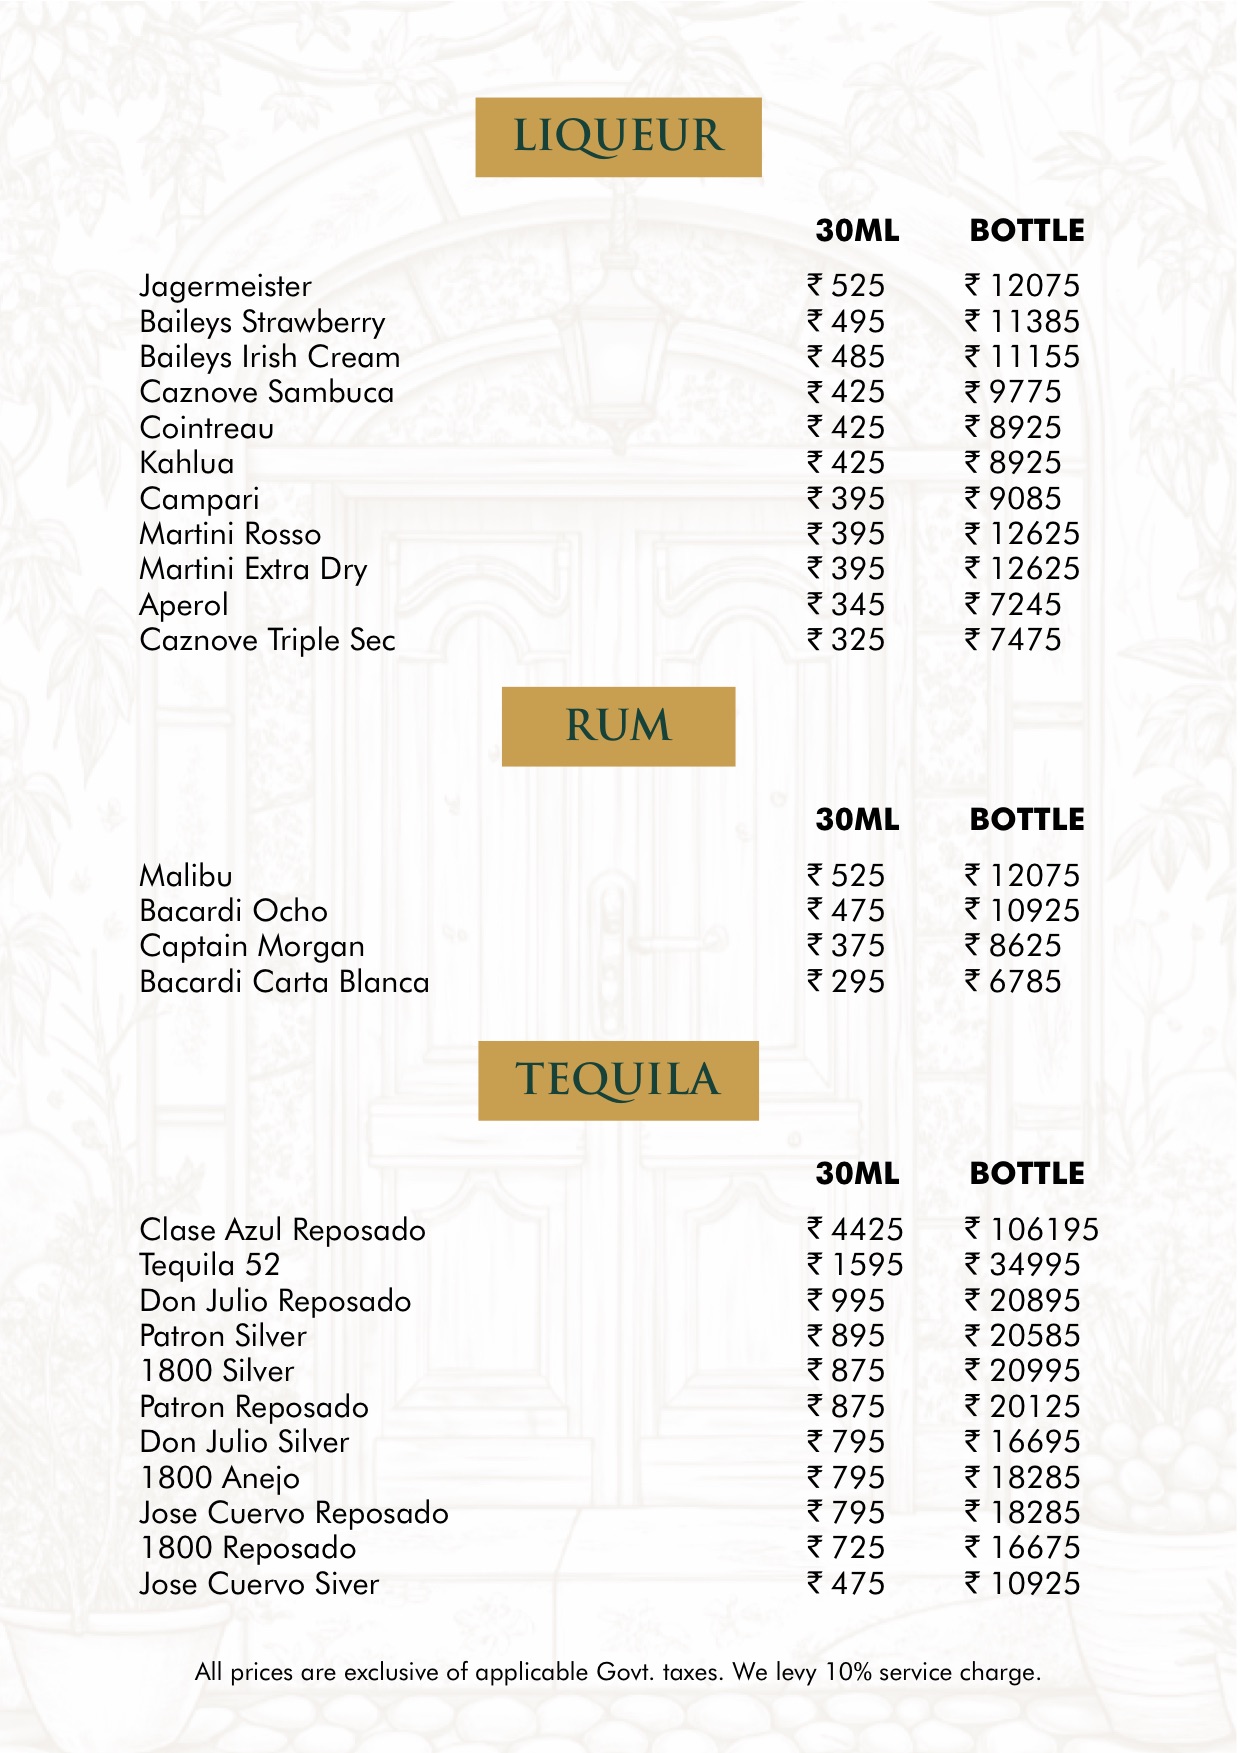 LIQUEUR
30ML BOTTLE
Jagermeister ₹ 525 ₹ 12075
Baileys Strawberry ₹ 495 ₹ 11385
Baileys Irish Cream ₹ 485 ₹ 11155
Caznove Sambuca ₹ 425 ₹ 9775
Cointreau ₹ 425 ₹ 8925
Kahlua ₹ 425 ₹ 8925
Campari ₹ 395 ₹ 9085
Martini Rosso ₹ 395 ₹ 12625
Martini Extra Dry ₹ 395 ₹ 12625
Aperol ₹ 345 ₹ 7245
Caznove Triple Sec ₹ 325 ₹ 7475
RUM
30ML BOTTLE
Malibu ₹ 525 ₹ 12075
Bacardi Ocho ₹ 475 ₹ 10925
Captain Morgan ₹ 375 ₹ 8625
Bacardi Carta Blanca ₹ 295 ₹ 6785
TEQUILA
30ML BOTTLE
Clase Azul Reposado ₹ 4425 ₹ 106195
Tequila 52 ₹ 1595 ₹ 34995
Don Julio Reposado ₹ 995 ₹ 20895
Patron Silver ₹ 895 ₹ 20585
1800 Silver ₹ 875 ₹ 20995
Patron Reposado ₹ 875 ₹ 20125
Don Julio Silver ₹ 795 ₹ 16695
1800 Anejo ₹ 795 ₹ 18285
Jose Cuervo Reposado ₹ 795 ₹ 18285
1800 Reposado ₹ 725 ₹ 16675
Jose Cuervo Siver ₹ 475 ₹ 10925
All prices are exclusive of applicable Govt. taxes. We levy 10% service charge.